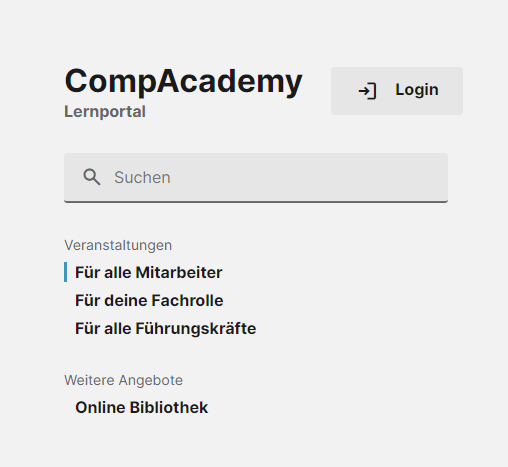 CompAcademy
Lernportal
Login
Suchen
Veranstaltungen
Für alle Mitarbeiter
Für deine Fachrolle
Für alle Führungskräfte
Weitere Angebote
Online Bibliothek